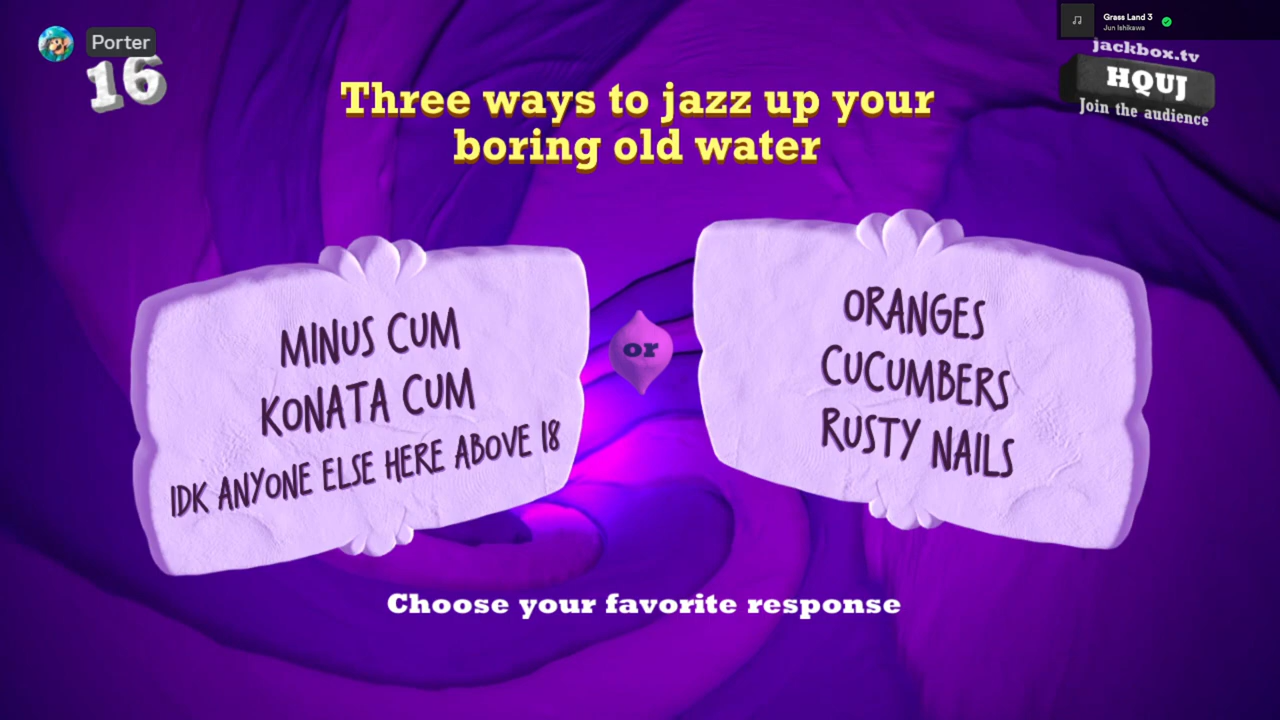 Porter
16
Grass Land 3
Jun Ishikawa
jackbox.tv
HQUJ
Join the audience
Three ways to jazz up your
boring old water
MINUS CUM
KONATA CUM
IDK ANYONE ELSE HERE ABOVE 18
or
ORANGES
CUCUMBERS
RUSTY NAILS
Choose your favorite response